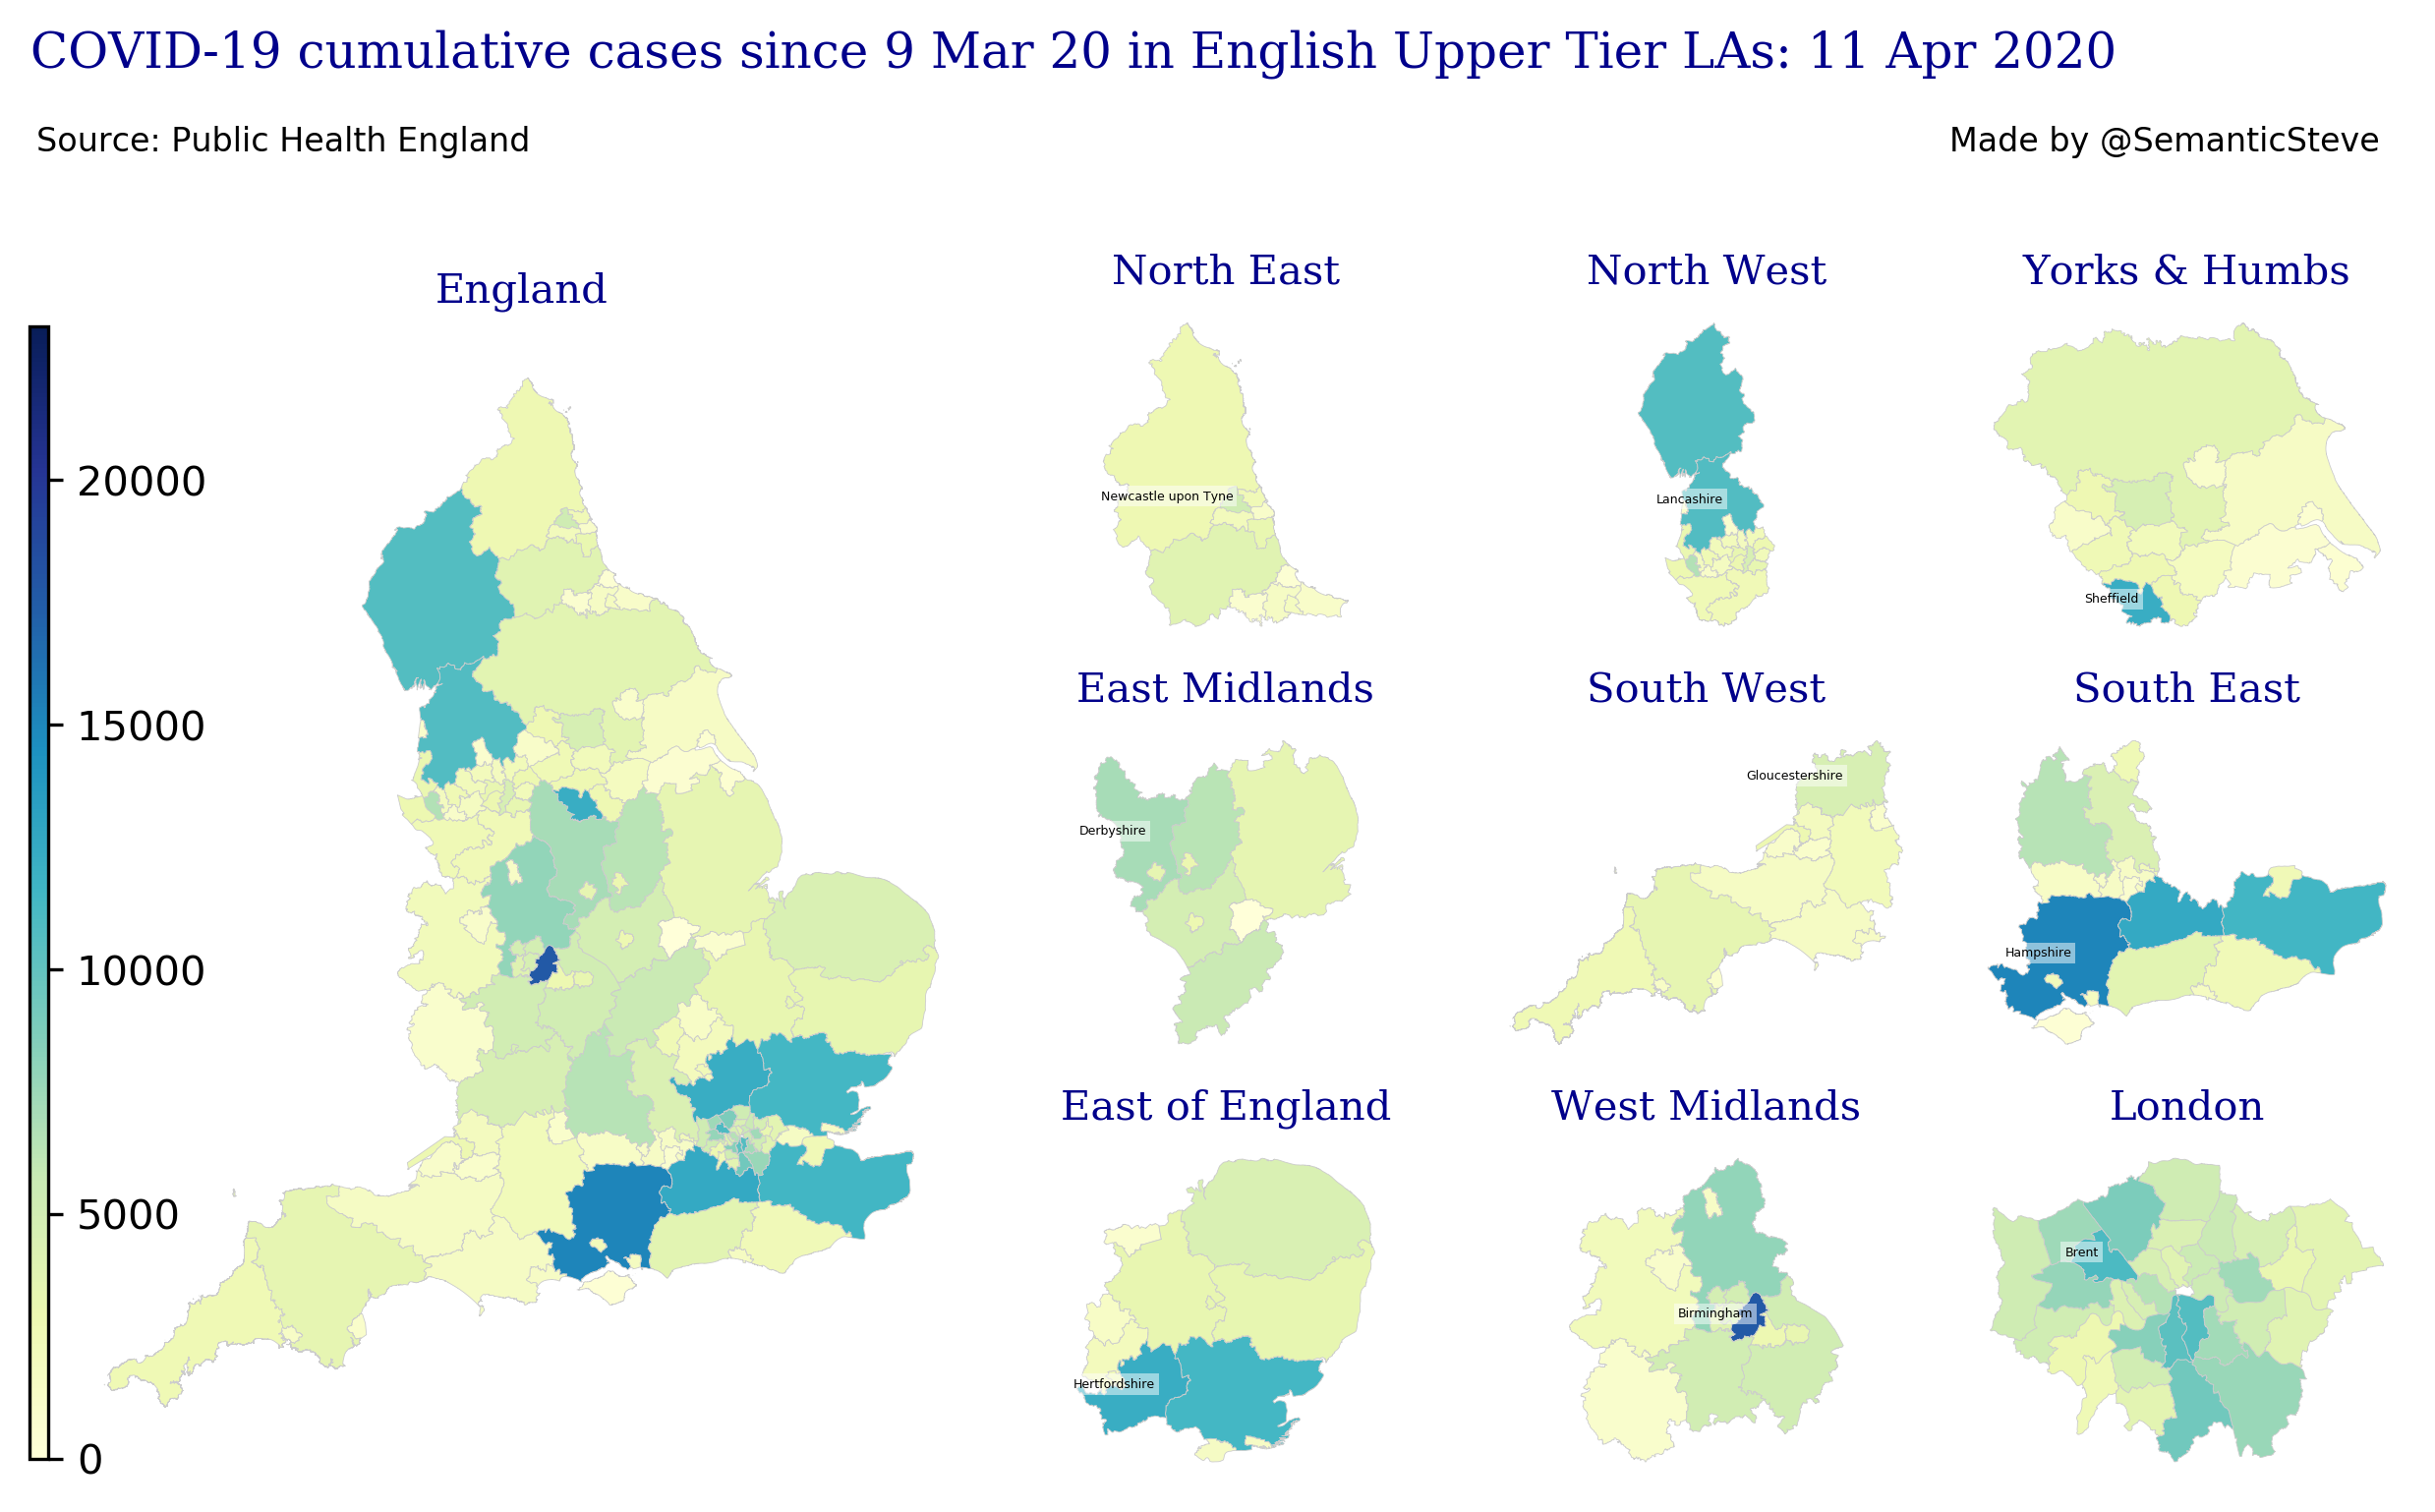 COVID-19 cumulative cases since 9 Mar 20 in English Upper Tier LAs: 11 Apr 2020
Source: Public Health England
Made by @SemanticSteve
England
20000
15000
10000
5000
0
North East
Newcastle upon Tyne
North West
Lancashire
Yorks & Humbs
Sheffield
East Midlands
Derbyshire
South West
Gloucestershire
South East
Hampshire
East of England
Hertfordshire
West Midlands
Birmingham
London
Brent